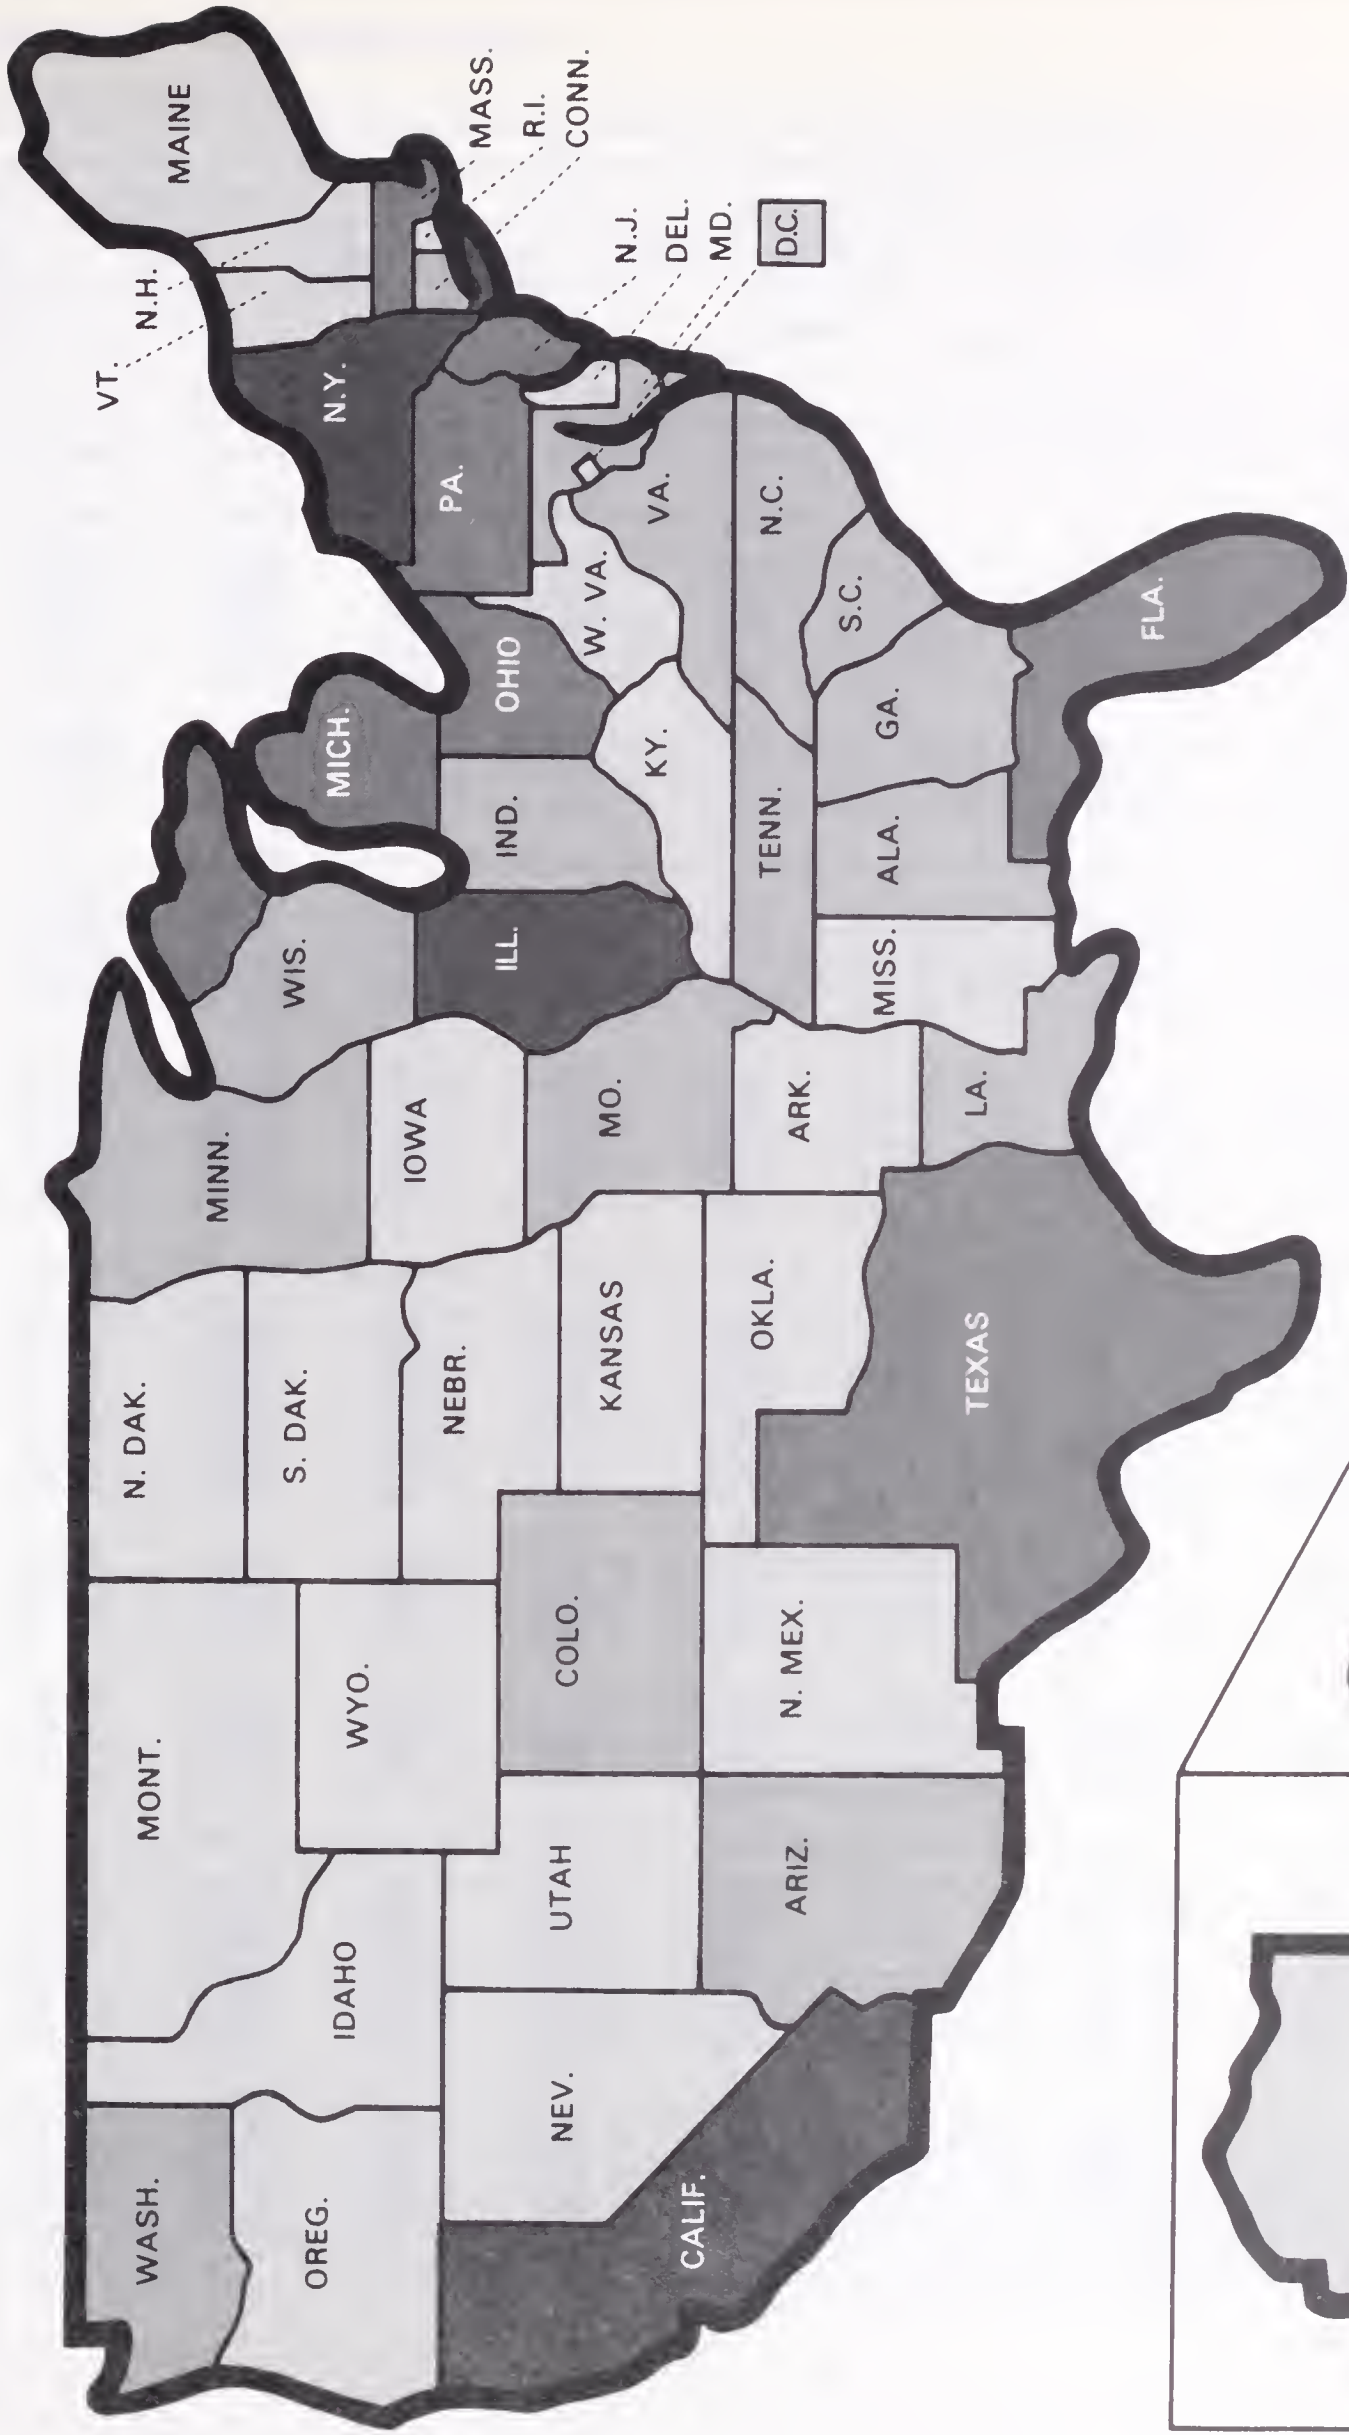 WASH.
OREG.
CALIF.
IDAHO
NEV.
MONT.
WYO.
UTAH
ARIZ.
COLO.
N. MEX.
N. DAK.
S. DAK.
NEBR.
KANSAS
OKLA.
TEXAS
MINN.
IOWA
MO.
ARK.
LA.
WIS.
ILL.
MISS.
MICH.
IND.
OHIO
KY.
TENN.
ALA.
GA.
FLA.
S.C.
N.C.
VA.
W. VA.
PA.
N.Y.
VT.
N.H.
MAINE
MASS.
R.I.
CONN.
N.J.
DEL.
MD.
D.C.